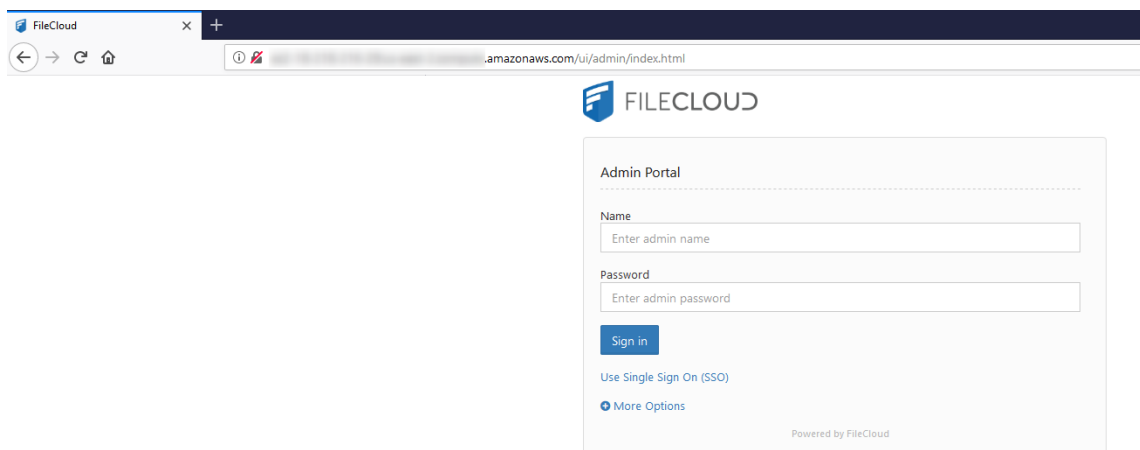 FileCloud
.amazonaws.com/ui/admin/index.html
FILECLOUD
Admin Portal
Name
Enter admin name
Password
Enter admin password
Sign in
Use Single Sign On (SSO)
More Options
Powered by FileCloud